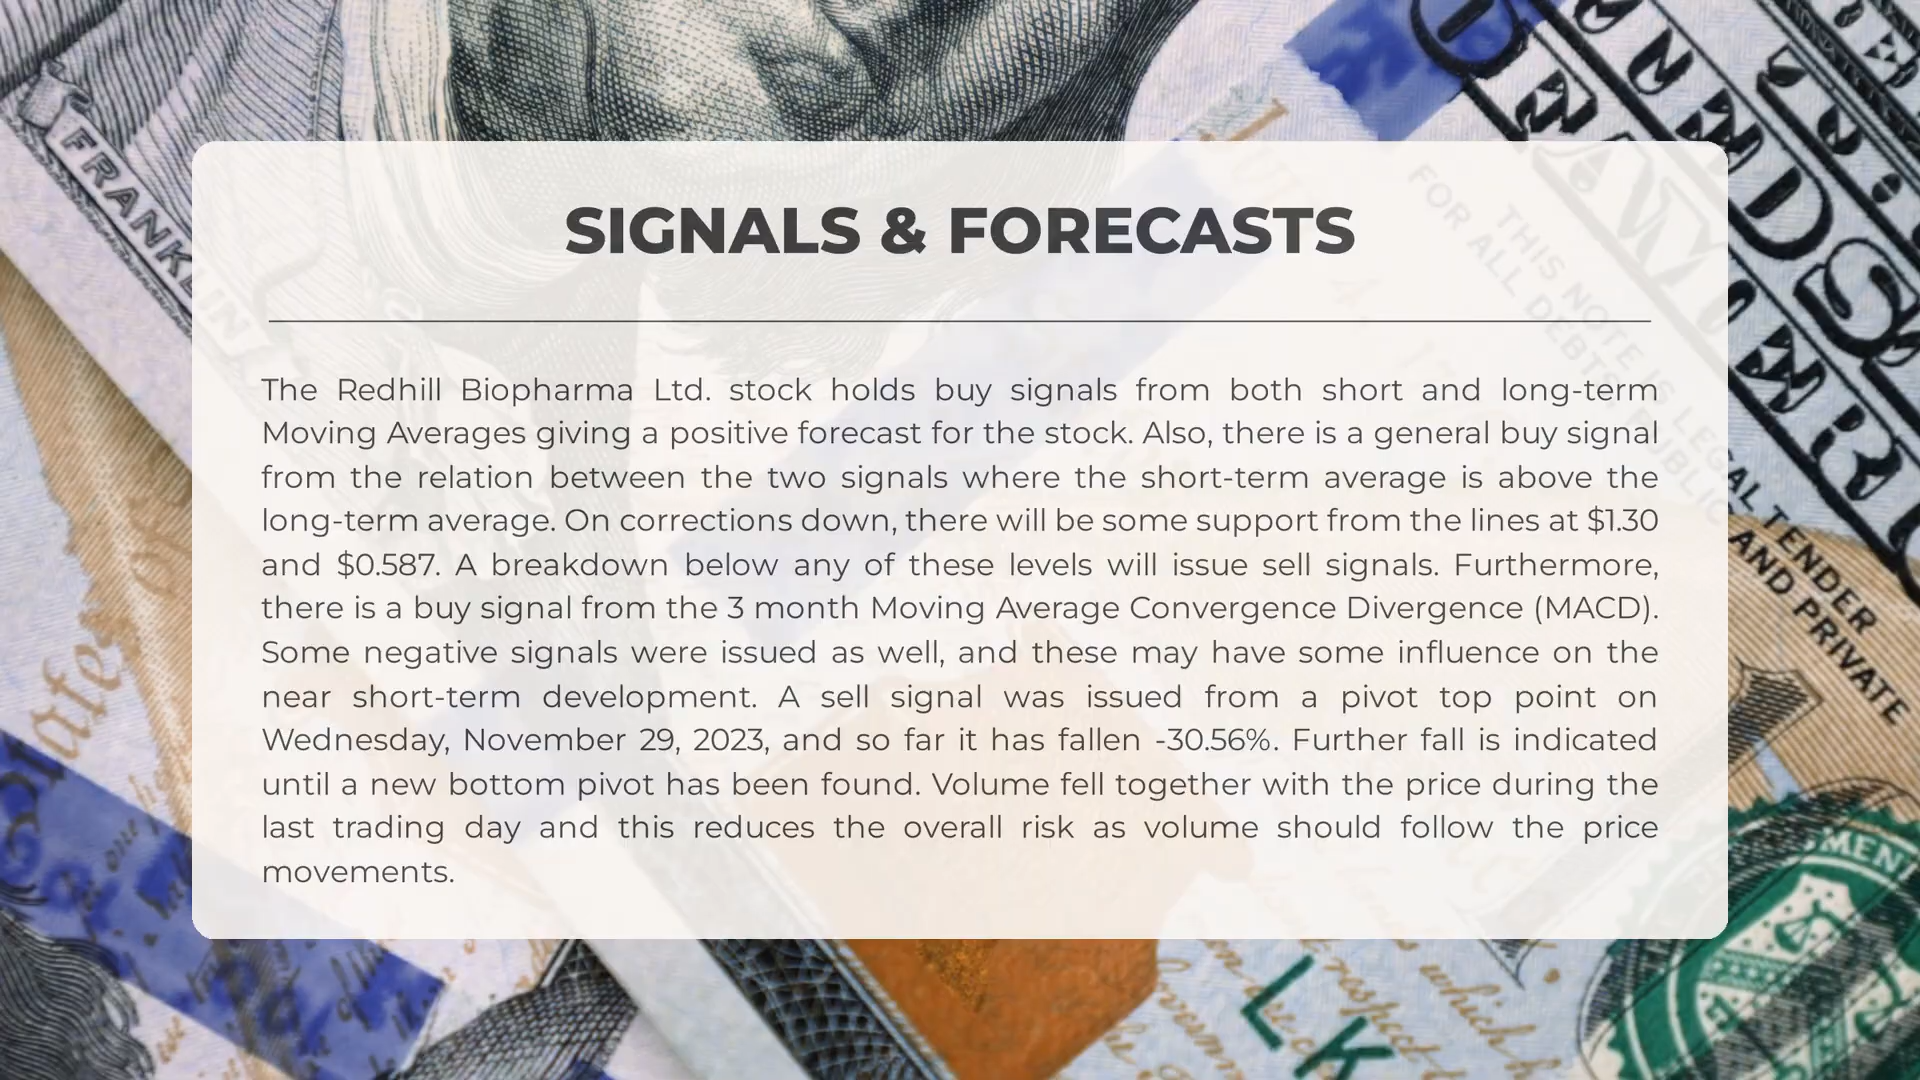 FRANKLIN
SIGNALS & FORECASTS
The Redhill Biopharma Ltd. stock holds buy signals from both short and long-term
Moving Averages giving a positive forecast for the stock. Also, there is a general buy signal
from the relation between the two signals where the short-term average is above the
long-term average. On corrections down, there will be some support from the lines at $1.30
and $0.587. A breakdown below any of these levels will issue sell signals. Furthermore,
there is a buy signal from the 3 month Moving Average Convergence Divergence (MACD).
Some negative signals were issued as well, and these may have some influence on the
near short-term development. A sell signal was issued from a pivot top point on
Wednesday, November 29, 2023, and so far it has fallen -30.56%. Further fall is indicated
until a new bottom pivot has been found. Volume fell together with the price during the
last trading day and this reduces the overall risk as volume should follow the price
movements.
THIS NOTE IS LEGAL TENDER
FOR ALL DEBTS, PUBLIC AND PRIVATE